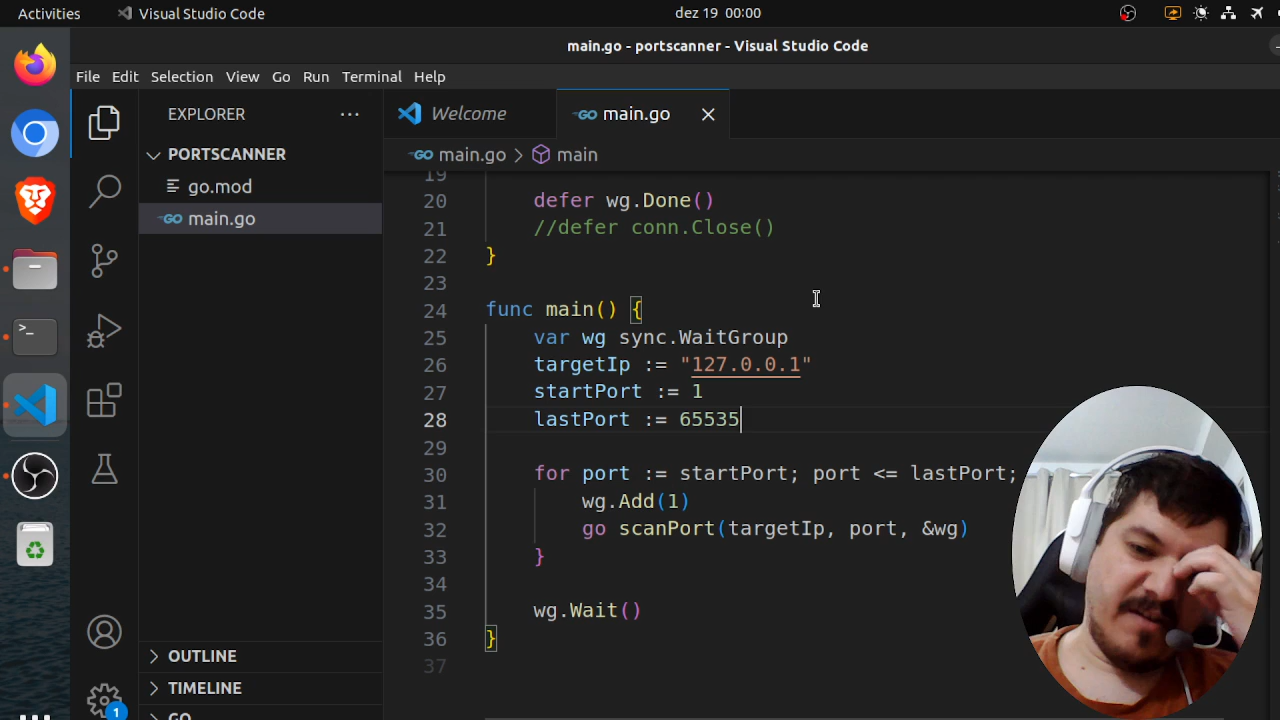 Activities
Visual Studio Code
dez 19 00:00
main.go - portscanner - Visual Studio Code
File Edit Selection View Go Run Terminal Help
EXPLORER
PORTSCANNER
go.mod
main.go
OUTLINE
TIMELINE
GO
1
Welcome
main.go
main.go > main
19
20 defer wg.Done()
21 //defer conn.Close()
22 }
23
24 func main() {
25 var wg sync.WaitGroup
26 targetIp := "127.0.0.1"
27 startPort := 1
28 lastPort := 65535
29
30 for port := startPort; port <= lastPort;
31 wg.Add(1)
32 go scanPort(targetIp, port, &wg)
33 }
34
35 wg.Wait()
36 }
37